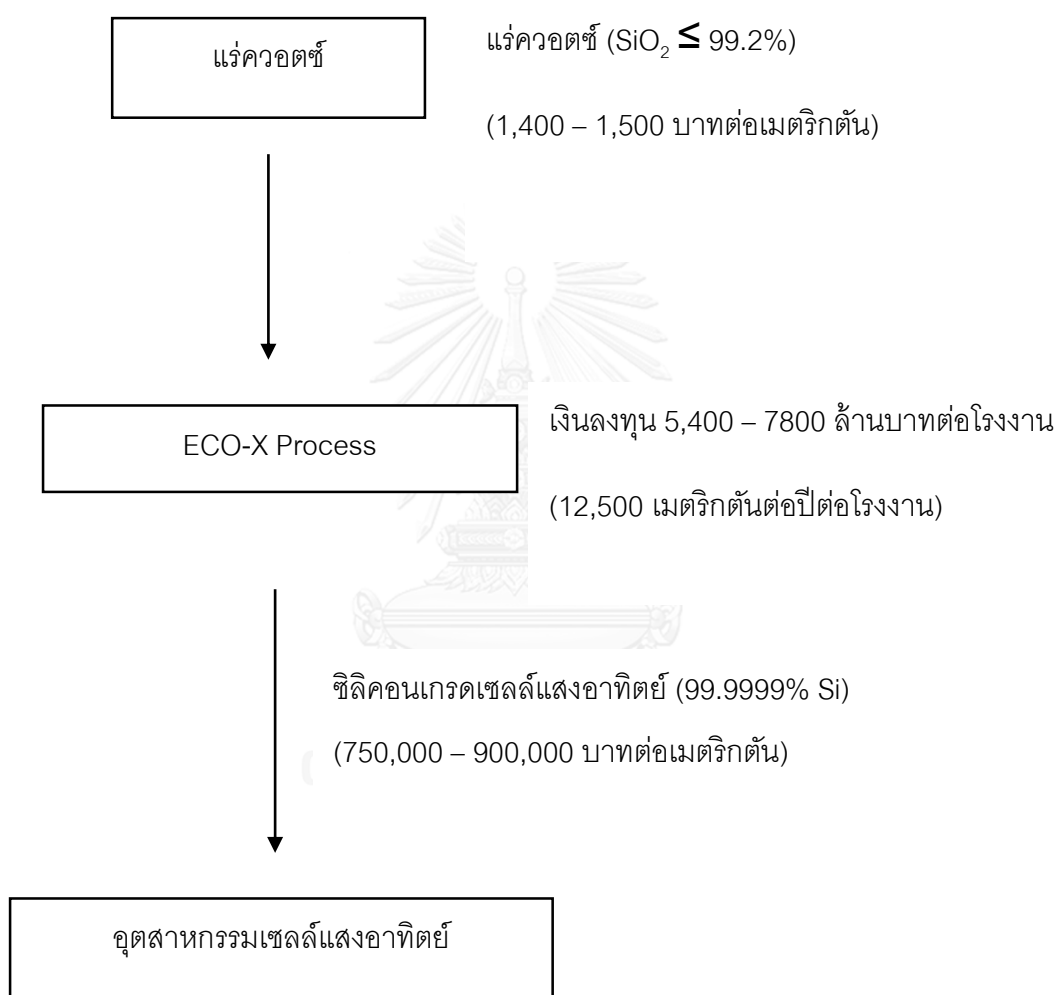 แร่ควอตซ์
แร่ควอตซ์ (SiO₂ ≤ 99.2%)
(1,400 – 1,500 บาทต่อเมตริกตัน)
ECO-X Process
เงินลงทุน 5,400 – 7800 ล้านบาทต่อโรงงาน
(12,500 เมตริกตันต่อปีต่อโรงงาน)
ซิลิคอนเกรดเซลล์แสงอาทิตย์ (99.9999% Si)
(750,000 – 900,000 บาทต่อเมตริกตัน)
อุตสาหกรรมเซลล์แสงอาทิตย์